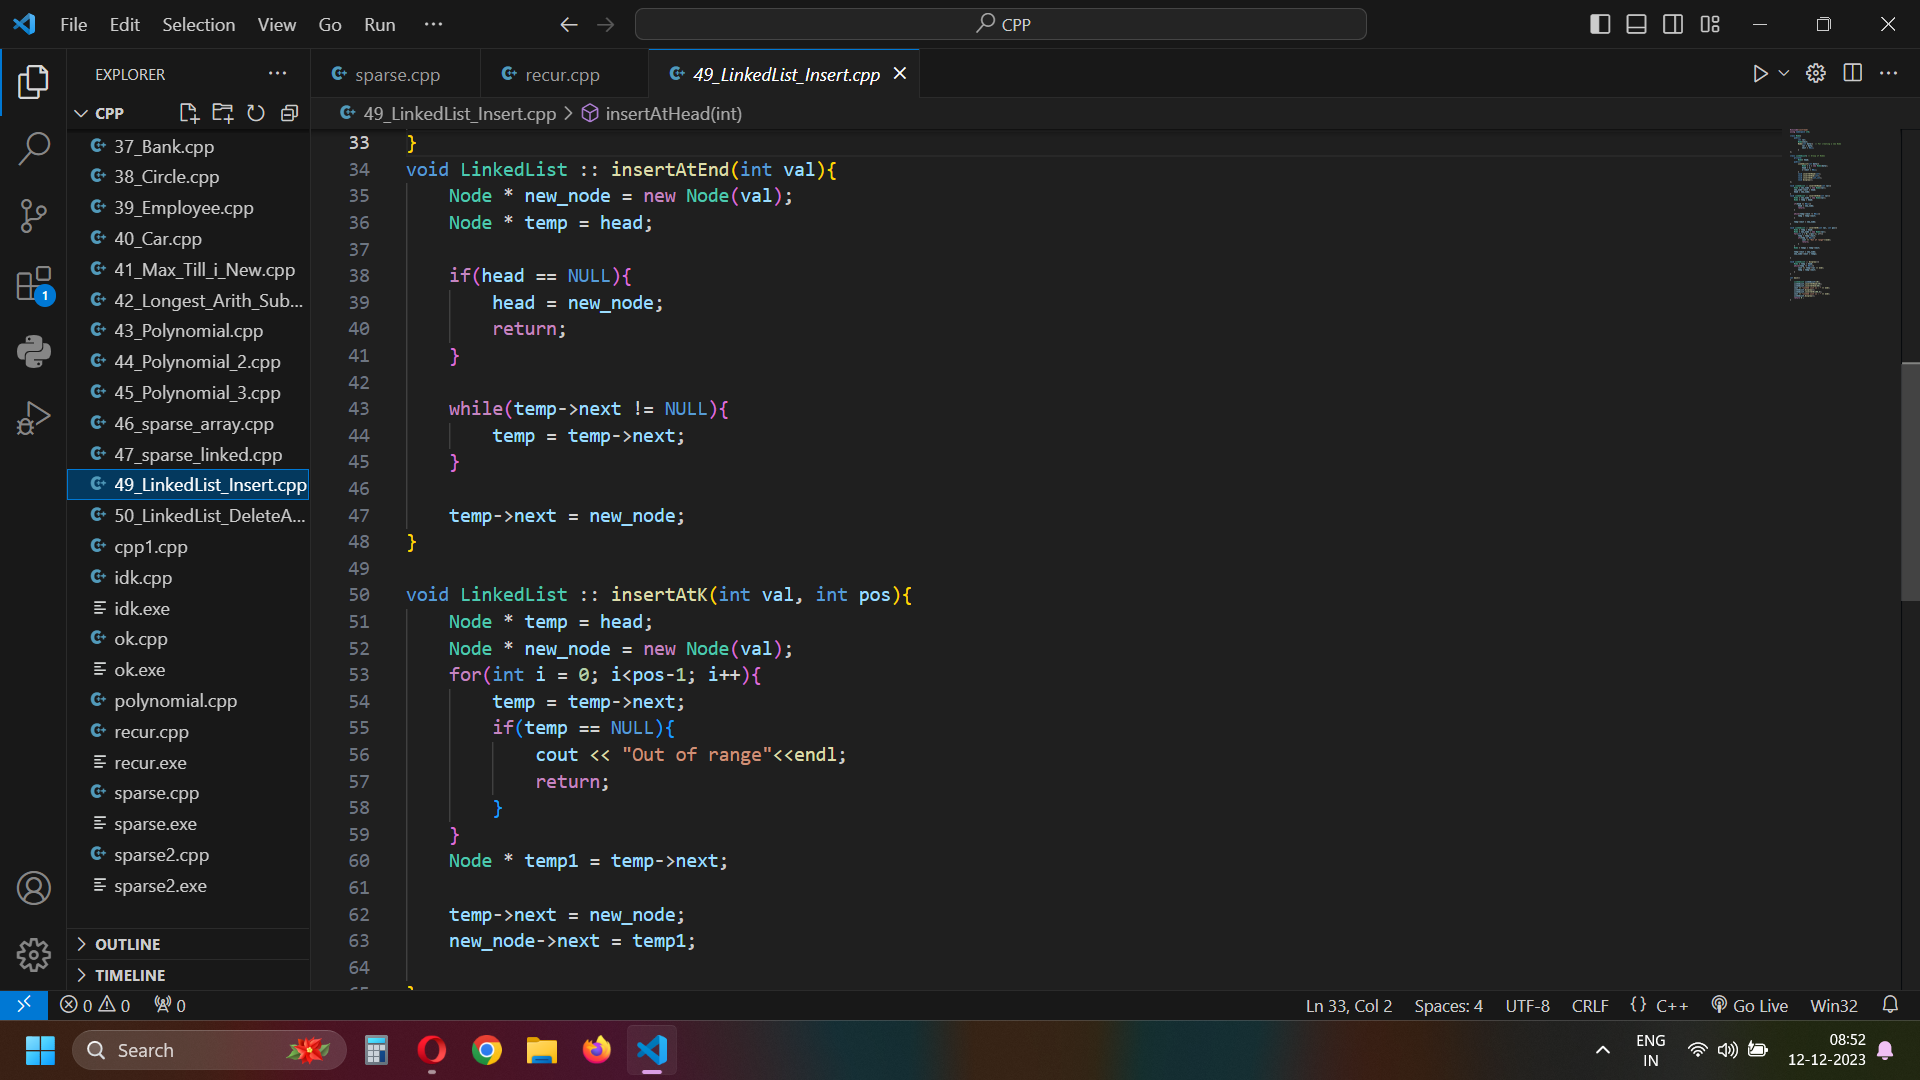 File Edit Selection View Go Run ...
CPP
EXPLORER ...
CPP
37_Bank.cpp
38_Circle.cpp
39_Employee.cpp
40_Car.cpp
41_Max_Till_i_New.cpp
42_Longest_Arith_Sub...
43_Polynomial.cpp
44_Polynomial_2.cpp
45_Polynomial_3.cpp
46_sparse_array.cpp
47_sparse_linked.cpp
49_LinkedList_Insert.cpp
50_LinkedList_DeleteA...
cpp1.cpp
idk.cpp
idk.exe
ok.cpp
ok.exe
polynomial.cpp
recur.cpp
recur.exe
sparse.cpp
sparse.exe
sparse2.cpp
sparse2.exe
OUTLINE
TIMELINE
1
sparse.cpp recur.cpp 49_LinkedList_Insert.cpp
49_LinkedList_Insert.cpp > insertAtHead(int)
33 }
34 void LinkedList :: insertAtEnd(int val){
35 Node * new_node = new Node(val);
36 Node * temp = head;
37
38 if(head == NULL){
39 head = new_node;
40 return;
41 }
42
43 while(temp->next != NULL){
44 temp = temp->next;
45 }
46
47 temp->next = new_node;
48 }
49
50 void LinkedList :: insertAtK(int val, int pos){
51 Node * temp = head;
52 Node * new_node = new Node(val);
53 for(int i = 0; i<pos-1; i++){
54 temp = temp->next;
55 if(temp == NULL){
56 cout << "Out of range"<<endl;
57 return;
58 }
59 }
60 Node * temp1 = temp->next;
61
62 temp->next = new_node;
63 new_node->next = temp1;
64
0 0 0 Ln 33, Col 2 Spaces: 4 UTF-8 CRLF {} C++ Go Live Win32
Search
ENG
IN
08:52
12-12-2023